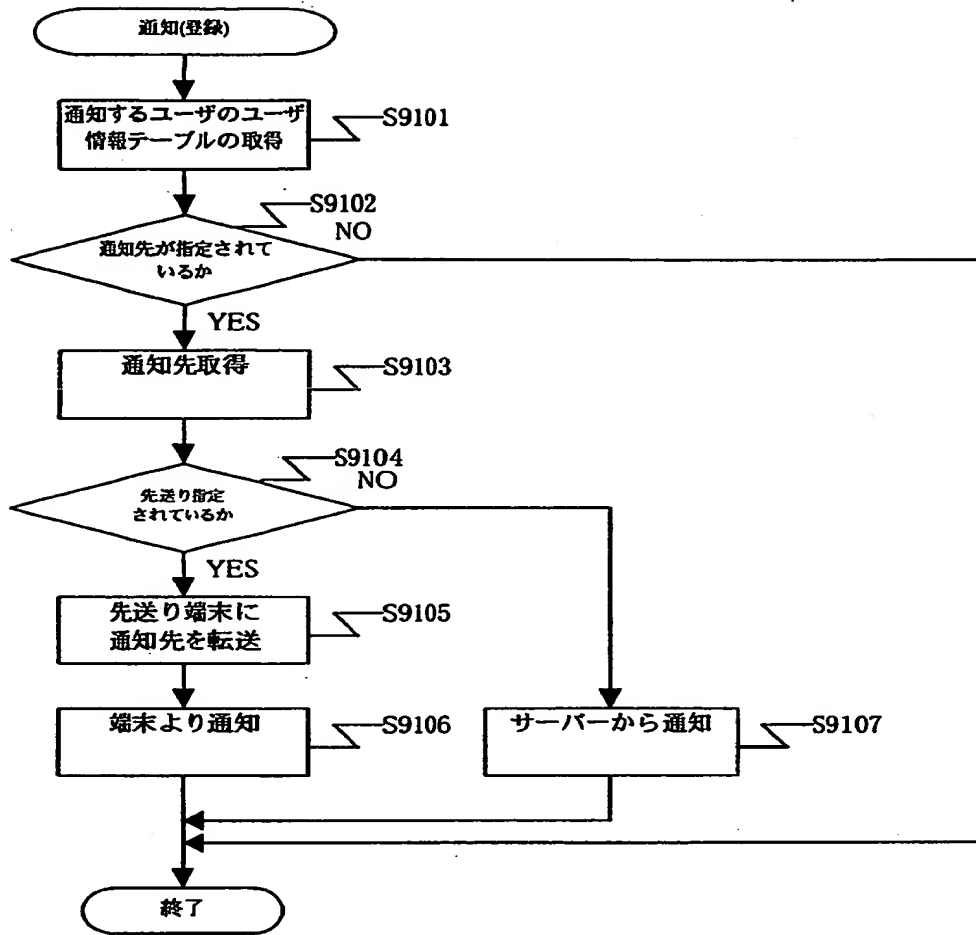 通知(登録)
通知するユーザのユーザ
情報テーブルの取得
S9101
S9102
NO
通知先が指定されて
いるか
YES
通知先取得
S9103
S9104
NO
先送り指定
されているか
YES
先送り端末に
通知先を転送
S9105
端末より通知
S9106
サーバーから通知
S9107
終了